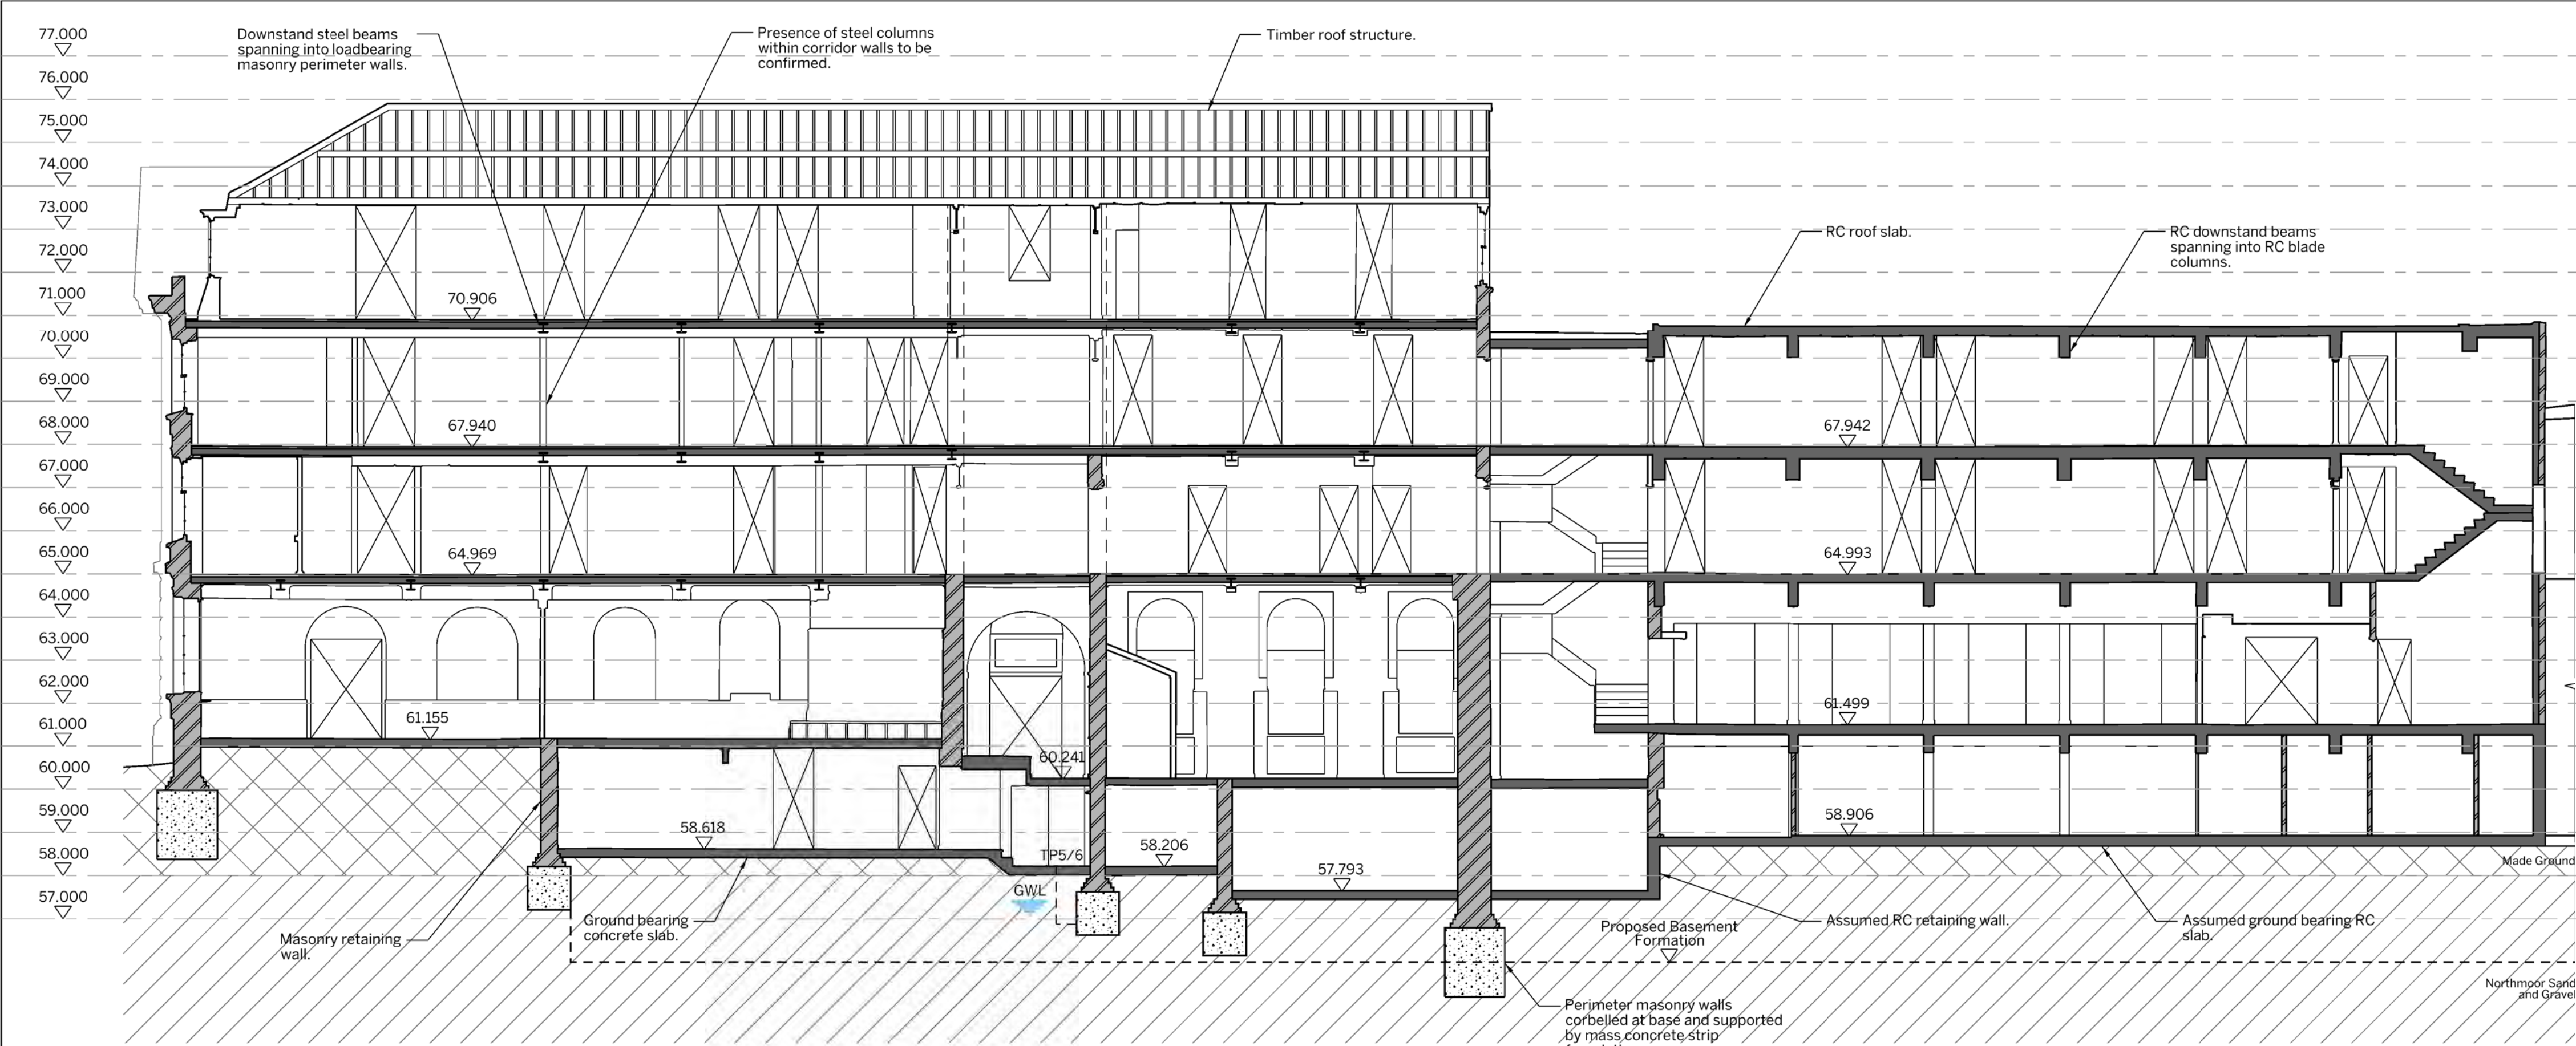 77.000
76.000
75.000
74.000
73.000
72.000
71.000
70.000
69.000
68.000
67.000
66.000
65.000
64.000
63.000
62.000
61.000
60.000
59.000
58.000
57.000
Downstand steel beams
spanning into loadbearing
masonry perimeter walls.
Presence of steel columns
within corridor walls to be
confirmed.
Timber roof structure.
RC roof slab.
RC downstand beams
spanning into RC blade
columns.
70.906
67.940
67.942
64.969
64.993
61.155
61.499
60.241
58.618
58.206
57.793
58.906
TP5/6
GWL
Made Ground
Masonry retaining
wall.
Ground bearing
concrete slab.
Proposed Basement
Formation
Assumed RC retaining wall.
Assumed ground bearing RC
slab.
Northmoor Sand
and Gravel
Perimeter masonry walls
corbelled at base and supported
by mass concrete strip